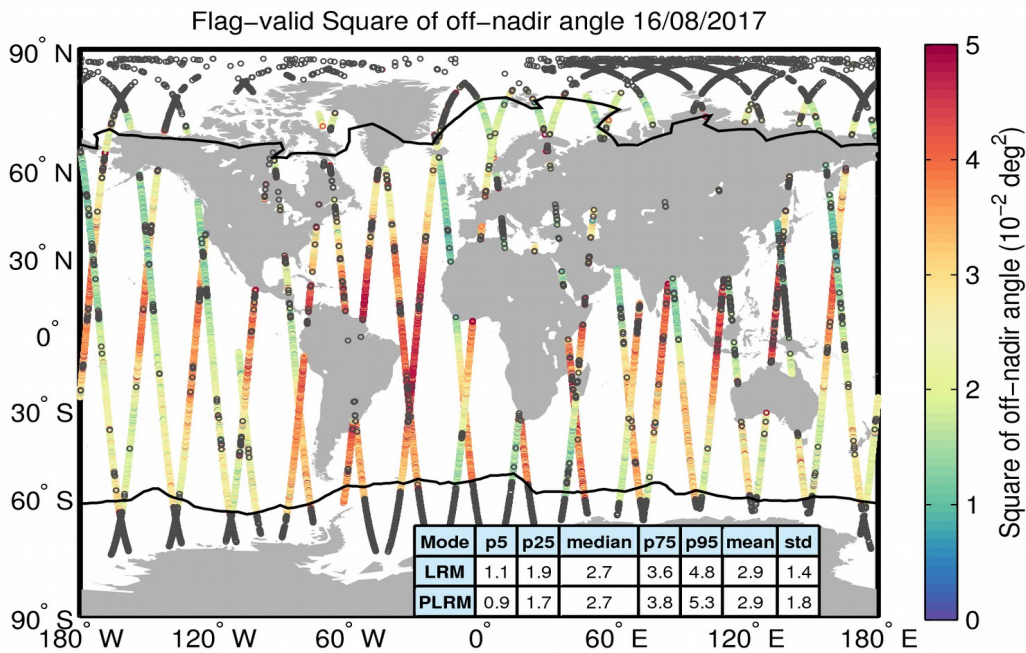 Flag−valid Square of off−nadir angle 16/08/2017
90° N
60° N
30° N
0°
30° S
60° S
90° S
180° W
120° W
60° W
0°
60° E
120° E
180° E
Mode p5 p25 median p75 p95 mean std
LRM 1.1 1.9 2.7 3.6 4.8 2.9 1.4
PLRM 0.9 1.7 2.7 3.8 5.3 2.9 1.8
5
4
3
2
1
0
Square of off−nadir angle (10⁻² deg²)